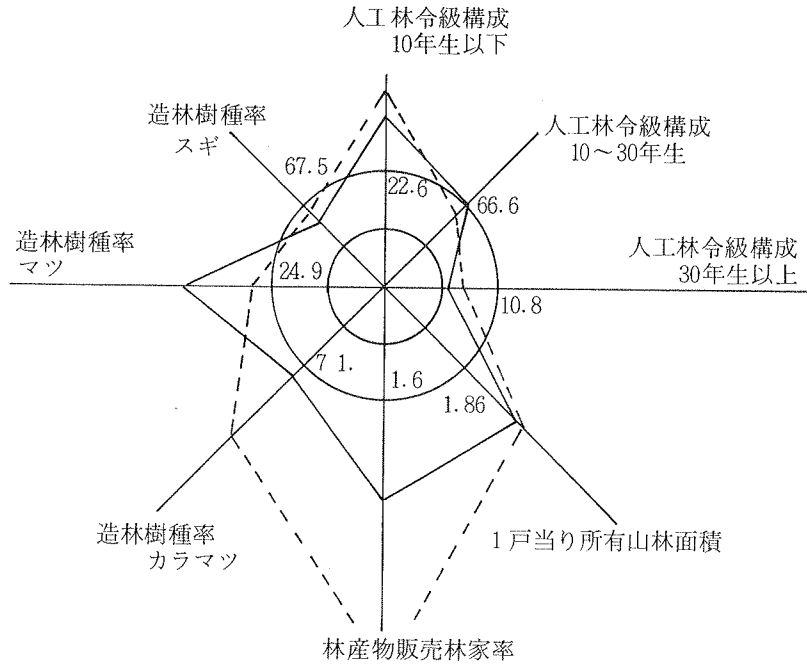 人工林令級構成
10年生以下
造林樹種率
スギ
人工林令級構成
10〜30年生
67.5
22.6
66.6
造林樹種率
マツ
人工林令級構成
30年生以上
24.9
10.8
7 1.
1.6
1.86
造林樹種率
カラマツ
1戸当り所有山林面積
林産物販売林家率